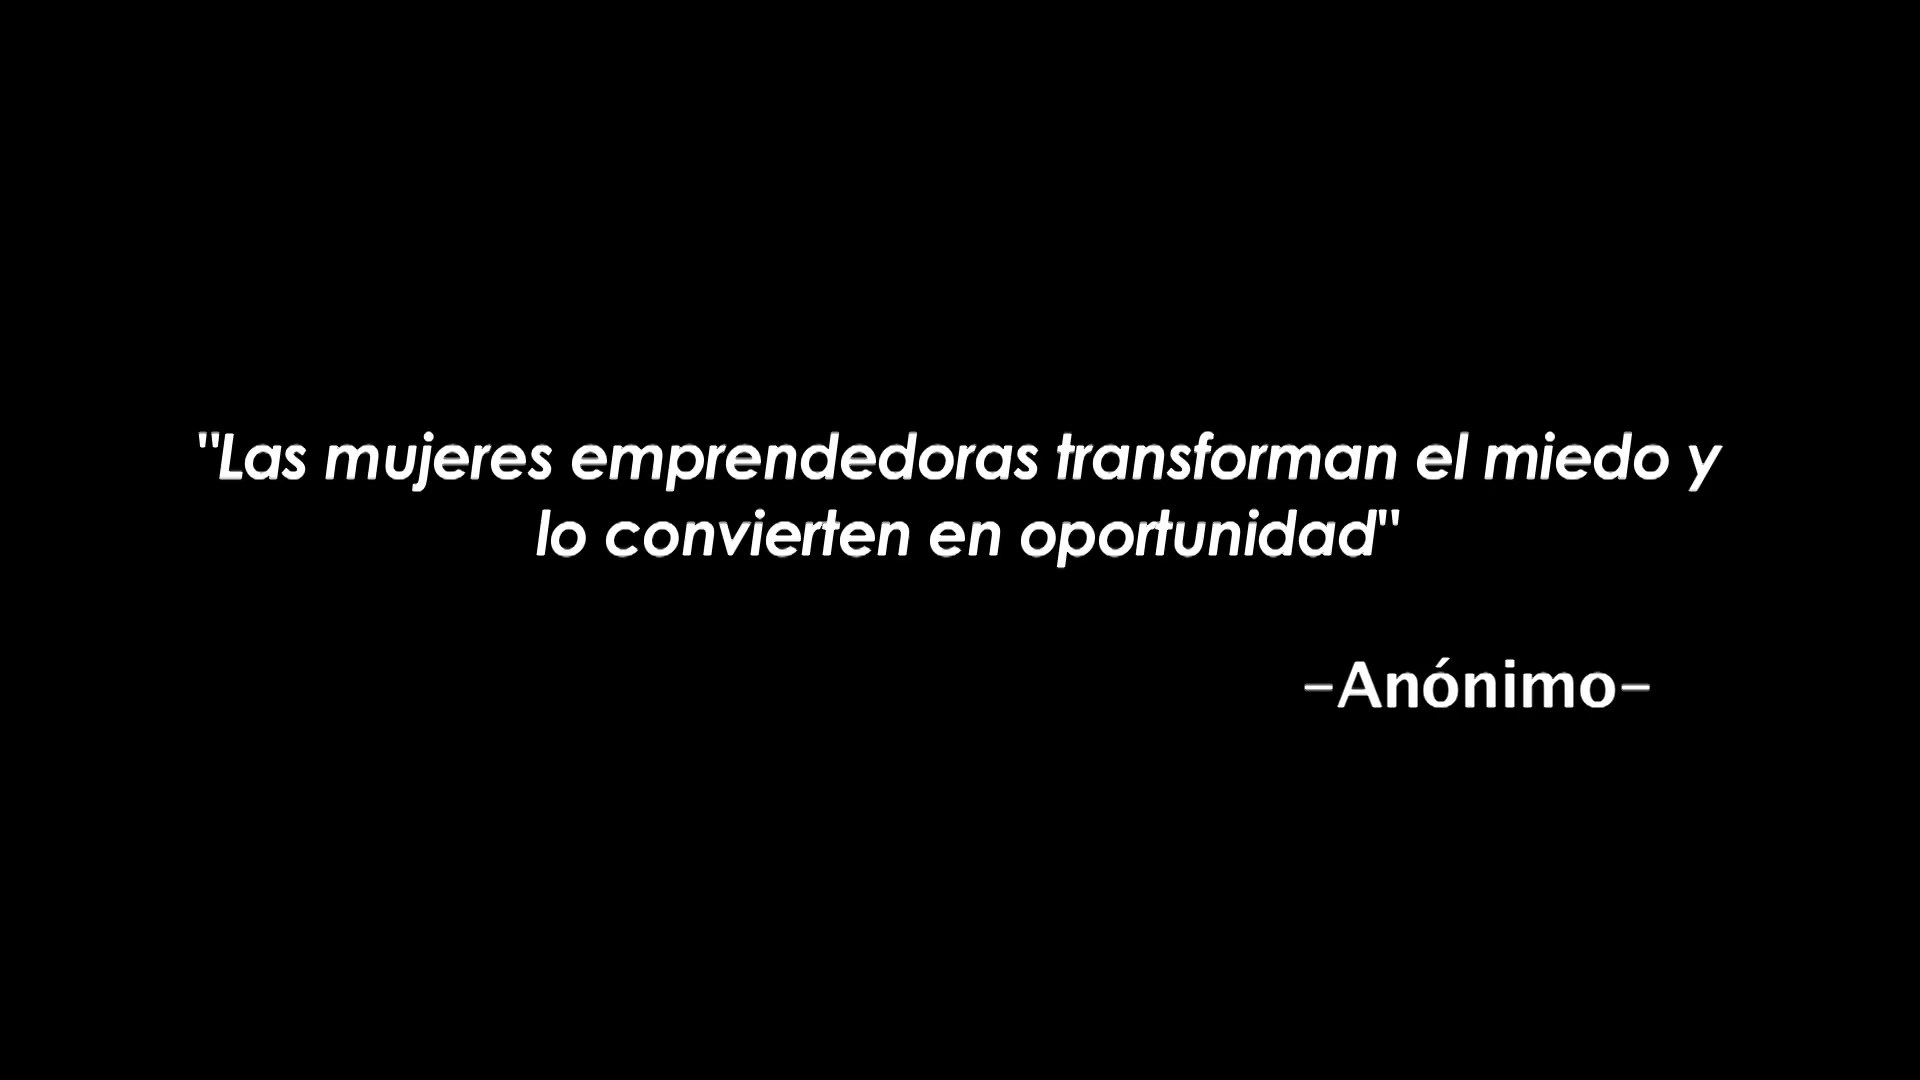 "Las mujeres emprendedoras transforman el miedo y
lo convierten en oportunidad"
-Anónimo-